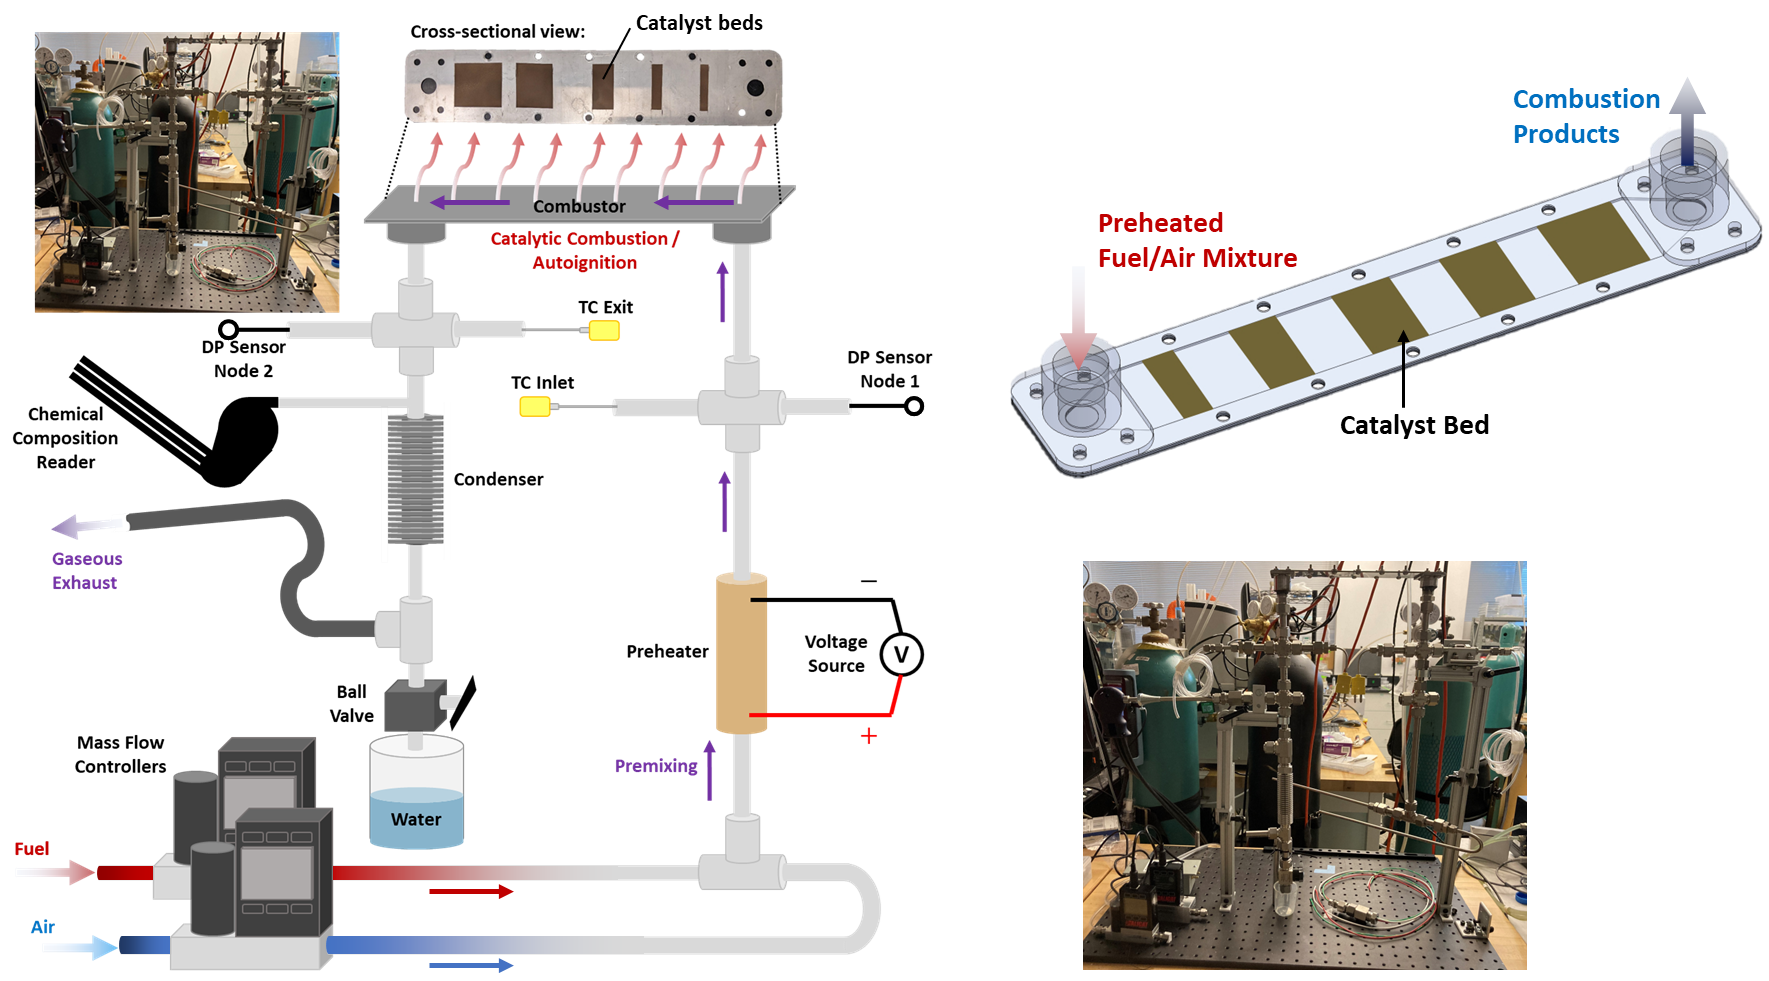 Cross-sectional view:
Catalyst beds
Combustor
Catalytic Combustion /
Autoignition
TC Exit
DP Sensor
Node 2
TC Inlet
DP Sensor
Node 1
Chemical
Composition
Reader
Condenser
Gaseous
Exhaust
Preheater
Voltage
Source
V
−
+
Ball
Valve
Mass Flow
Controllers
Premixing
Water
Fuel
Air
Combustion
Products
Preheated
Fuel/Air Mixture
Catalyst Bed